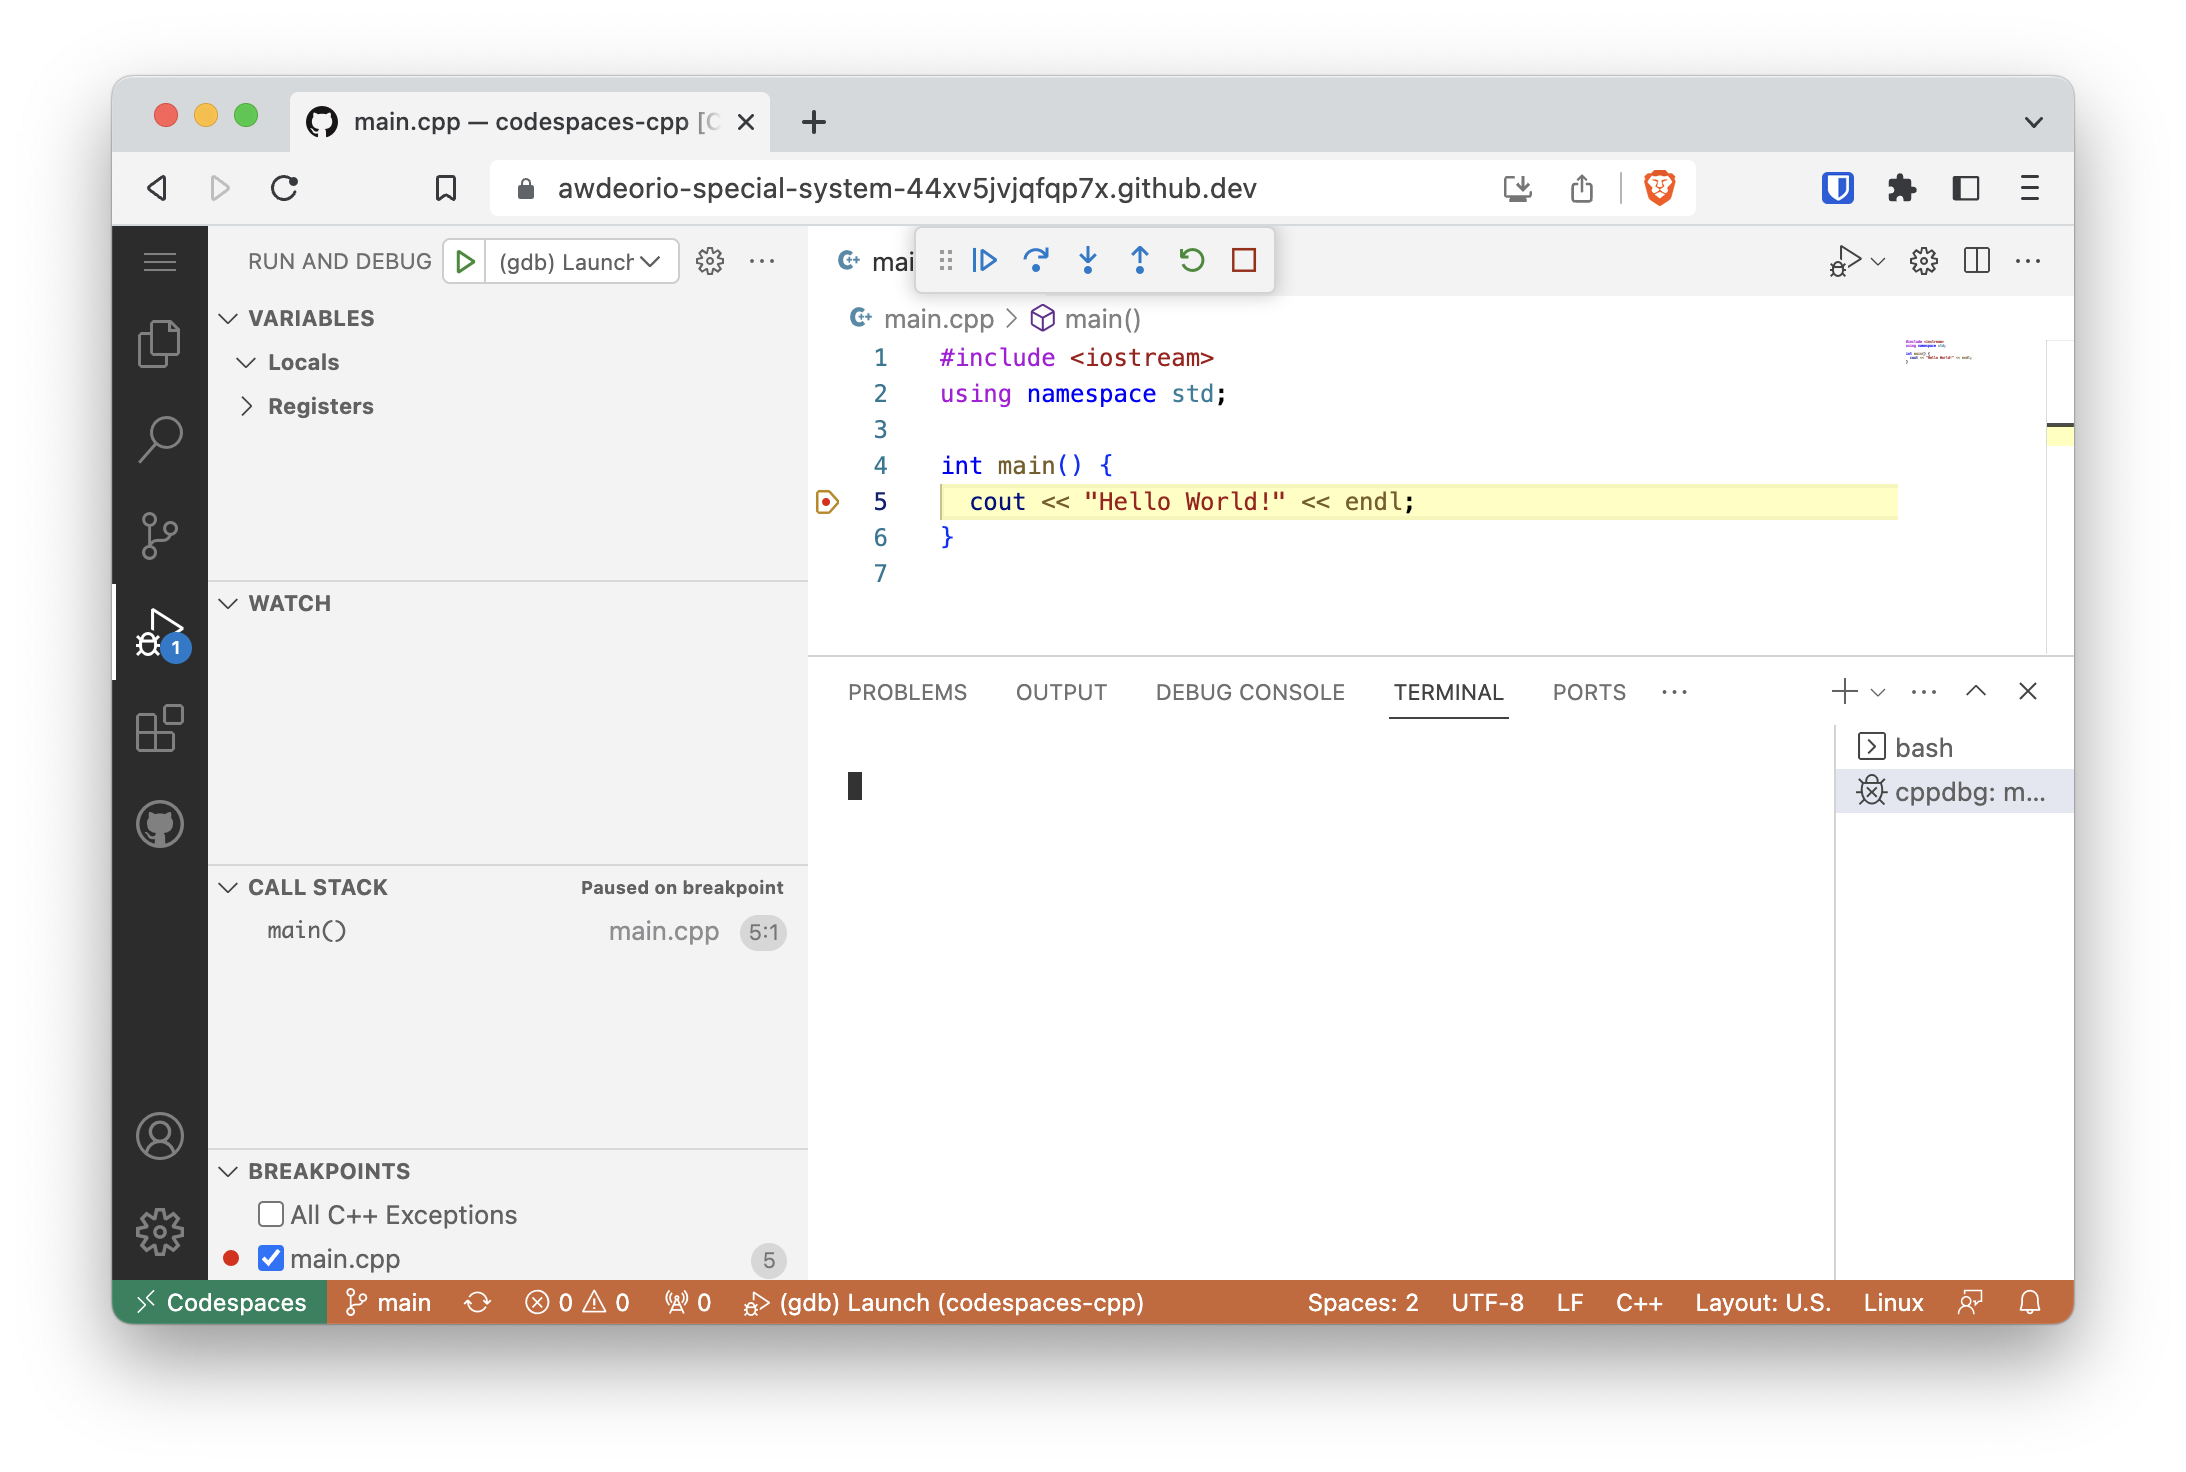 main.cpp — codespaces-cpp [C
awdeorio-special-system-44xv5jvjqfqp7x.github.dev
RUN AND DEBUG
(gdb) Launch
mai
VARIABLES
Locals
Registers
main.cpp > main()
1 #include <iostream>
2 using namespace std;
3
4 int main() {
5 cout << "Hello World!" << endl;
6 }
7
WATCH
1
PROBLEMS OUTPUT DEBUG CONSOLE TERMINAL PORTS
bash
cppdbg: m...
CALL STACK Paused on breakpoint
main() main.cpp 5:1
BREAKPOINTS
All C++ Exceptions
main.cpp 5
Codespaces main 0 0 0 (gdb) Launch (codespaces-cpp) Spaces: 2 UTF-8 LF C++ Layout: U.S. Linux